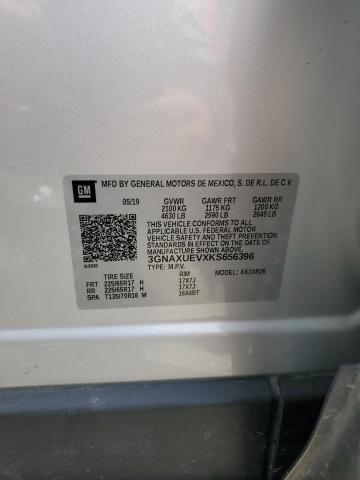 GM
MFD BY GENERAL MOTORS DE MEXICO, S. DE R.L. DE C.V.
05/19 GVWR GAWR FRT GAWR RR
2100 KG 1175 KG 1200 KG
4630 LB 2590 LB 2645 LB
THIS VEHICLE CONFORMS TO ALL
APPLICABLE U.S. FEDERAL MOTOR
VEHICLE SAFETY AND THEFT PREVENTION
STANDARDS IN EFFECT ON THE DATE OF
MANUFACTURE SHOWN ABOVE.
3GNAXUEVXKS656396
TYPE: M.P.V. MODEL: X61XR26
TIRE SIZE RIM
FRT 225/65R17 H 17X7J
RR 225/65R17 H 17X7J
SPA T135/70R16 M 16X4BT